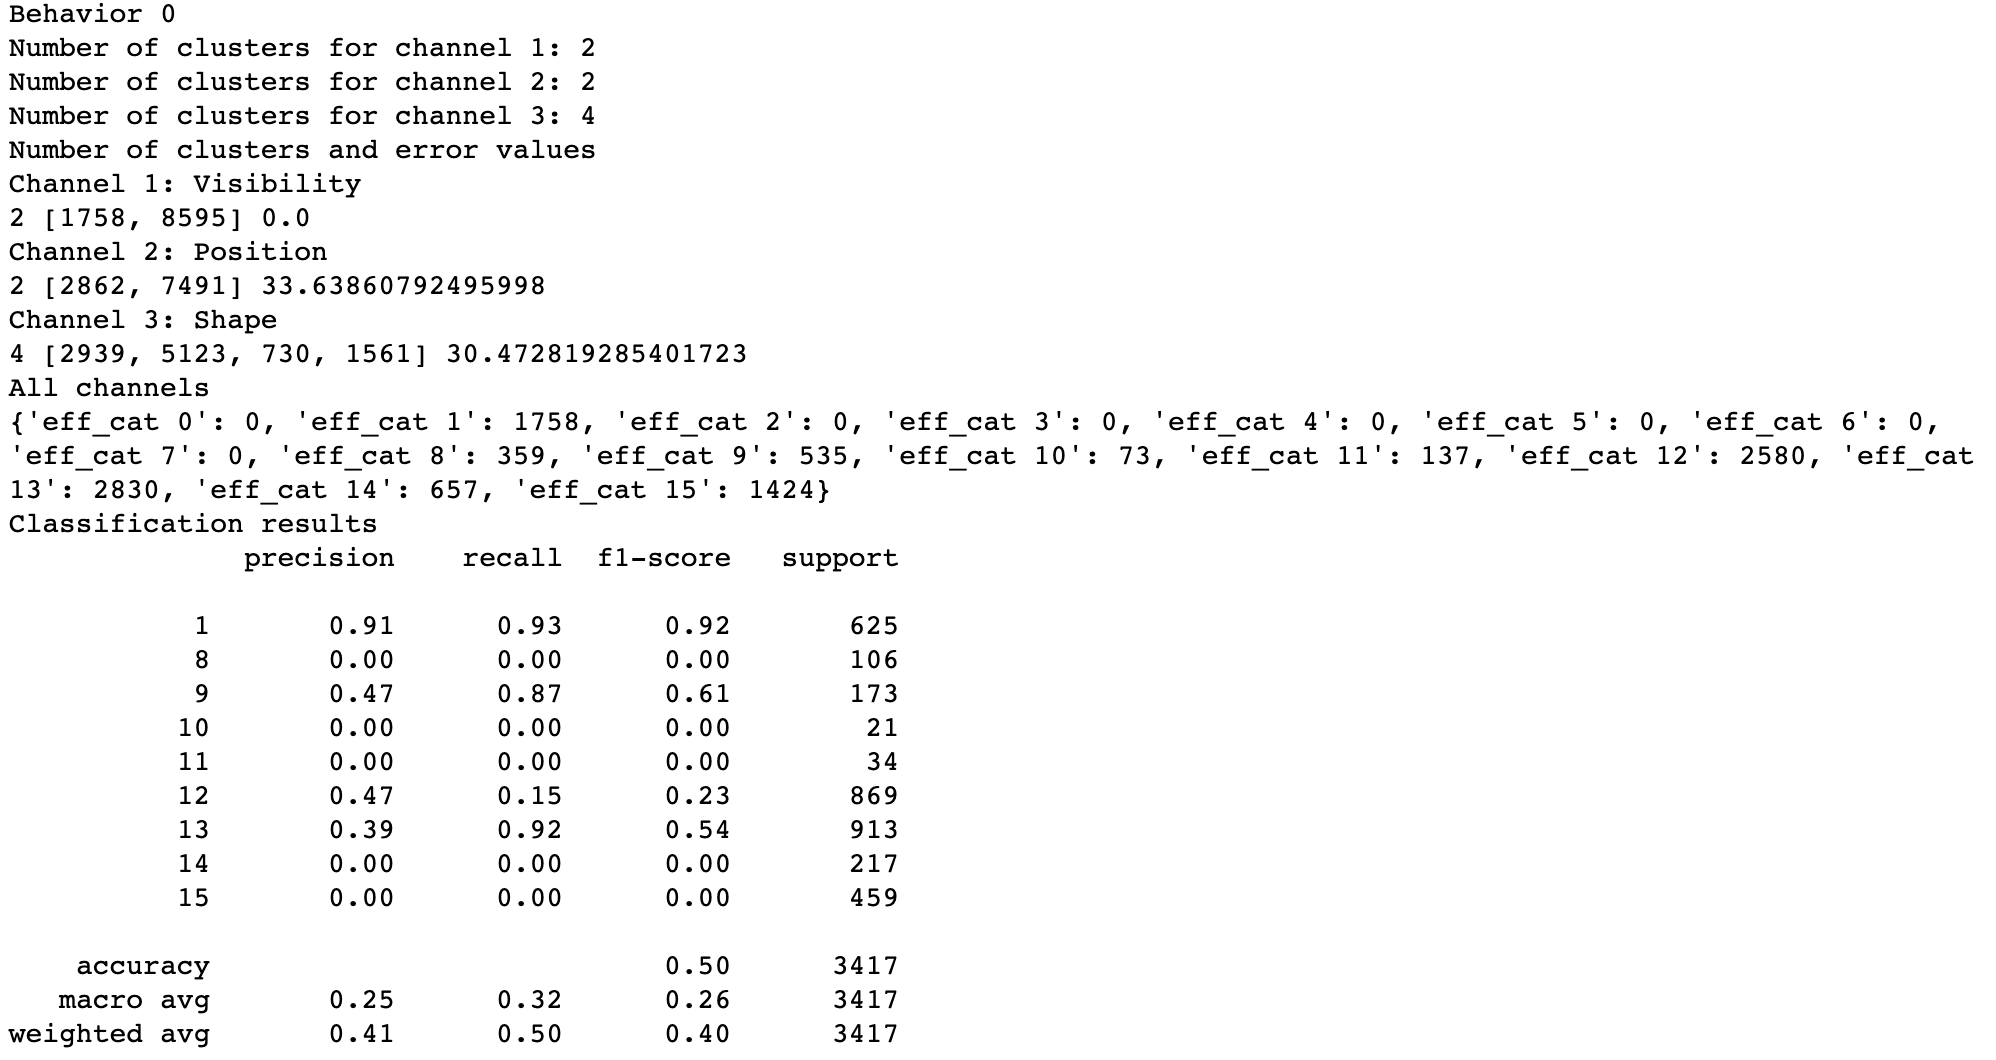 Behavior 0
Number of clusters for channel 1: 2
Number of clusters for channel 2: 2
Number of clusters for channel 3: 4
Number of clusters and error values
Channel 1: Visibility
2 [1758, 8595] 0.0
Channel 2: Position
2 [2862, 7491] 33.63860792495998
Channel 3: Shape
4 [2939, 5123, 730, 1561] 30.472819285401723
All channels
{'eff_cat 0': 0, 'eff_cat 1': 1758, 'eff_cat 2': 0, 'eff_cat 3': 0, 'eff_cat 4': 0, 'eff_cat 5': 0, 'eff_cat 6': 0,
'eff_cat 7': 0, 'eff_cat 8': 359, 'eff_cat 9': 535, 'eff_cat 10': 73, 'eff_cat 11': 137, 'eff_cat 12': 2580, 'eff_cat
13': 2830, 'eff_cat 14': 657, 'eff_cat 15': 1424}
Classification results
precision recall f1-score support
1 0.91 0.93 0.92 625
8 0.00 0.00 0.00 106
9 0.47 0.87 0.61 173
10 0.00 0.00 0.00 21
11 0.00 0.00 0.00 34
12 0.47 0.15 0.23 869
13 0.39 0.92 0.54 913
14 0.00 0.00 0.00 217
15 0.00 0.00 0.00 459
accuracy 0.50 3417
macro avg 0.25 0.32 0.26 3417
weighted avg 0.41 0.50 0.40 3417